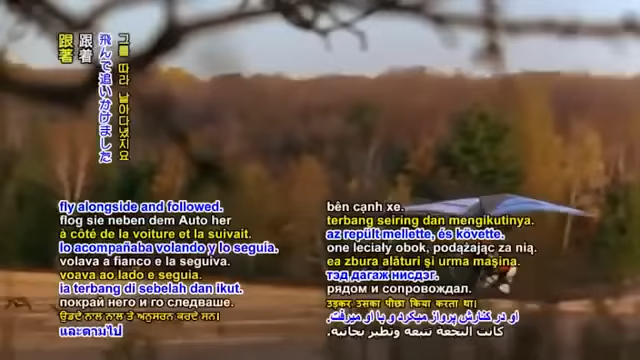 跟著
跟着
飛んで追いかけました
그를 따라 날아다녔지요
fly alongside and followed.
flog sie neben dem Auto her
à côté de la voiture et la suivait.
lo acompañaba volando y lo seguía.
volava a fianco e la seguiva.
voava ao lado e seguia.
ia terbang di sebelah dan ikut.
покрай него и го следваше.
ਉਡਦੇ ਨਾਲ ਨਾਲ ਤੇ ਅਨੁਸਰਨ ਕਰਦੇ ਸਨ।
และตามไป
bên cạnh xe.
terbang seiring dan mengikutinya.
az repült mellette, és követte.
one leciały obok, podążając za nią.
ea zbura alături şi urma maşina.
тэд дагаж нисдэг.
рядом и сопровождал.
उड़कर उसका पीछा किया करता था।
او در کنارش پرواز میکرد و با او میرفت.
كانت البجعة تتبعه وتطير بجانبه.